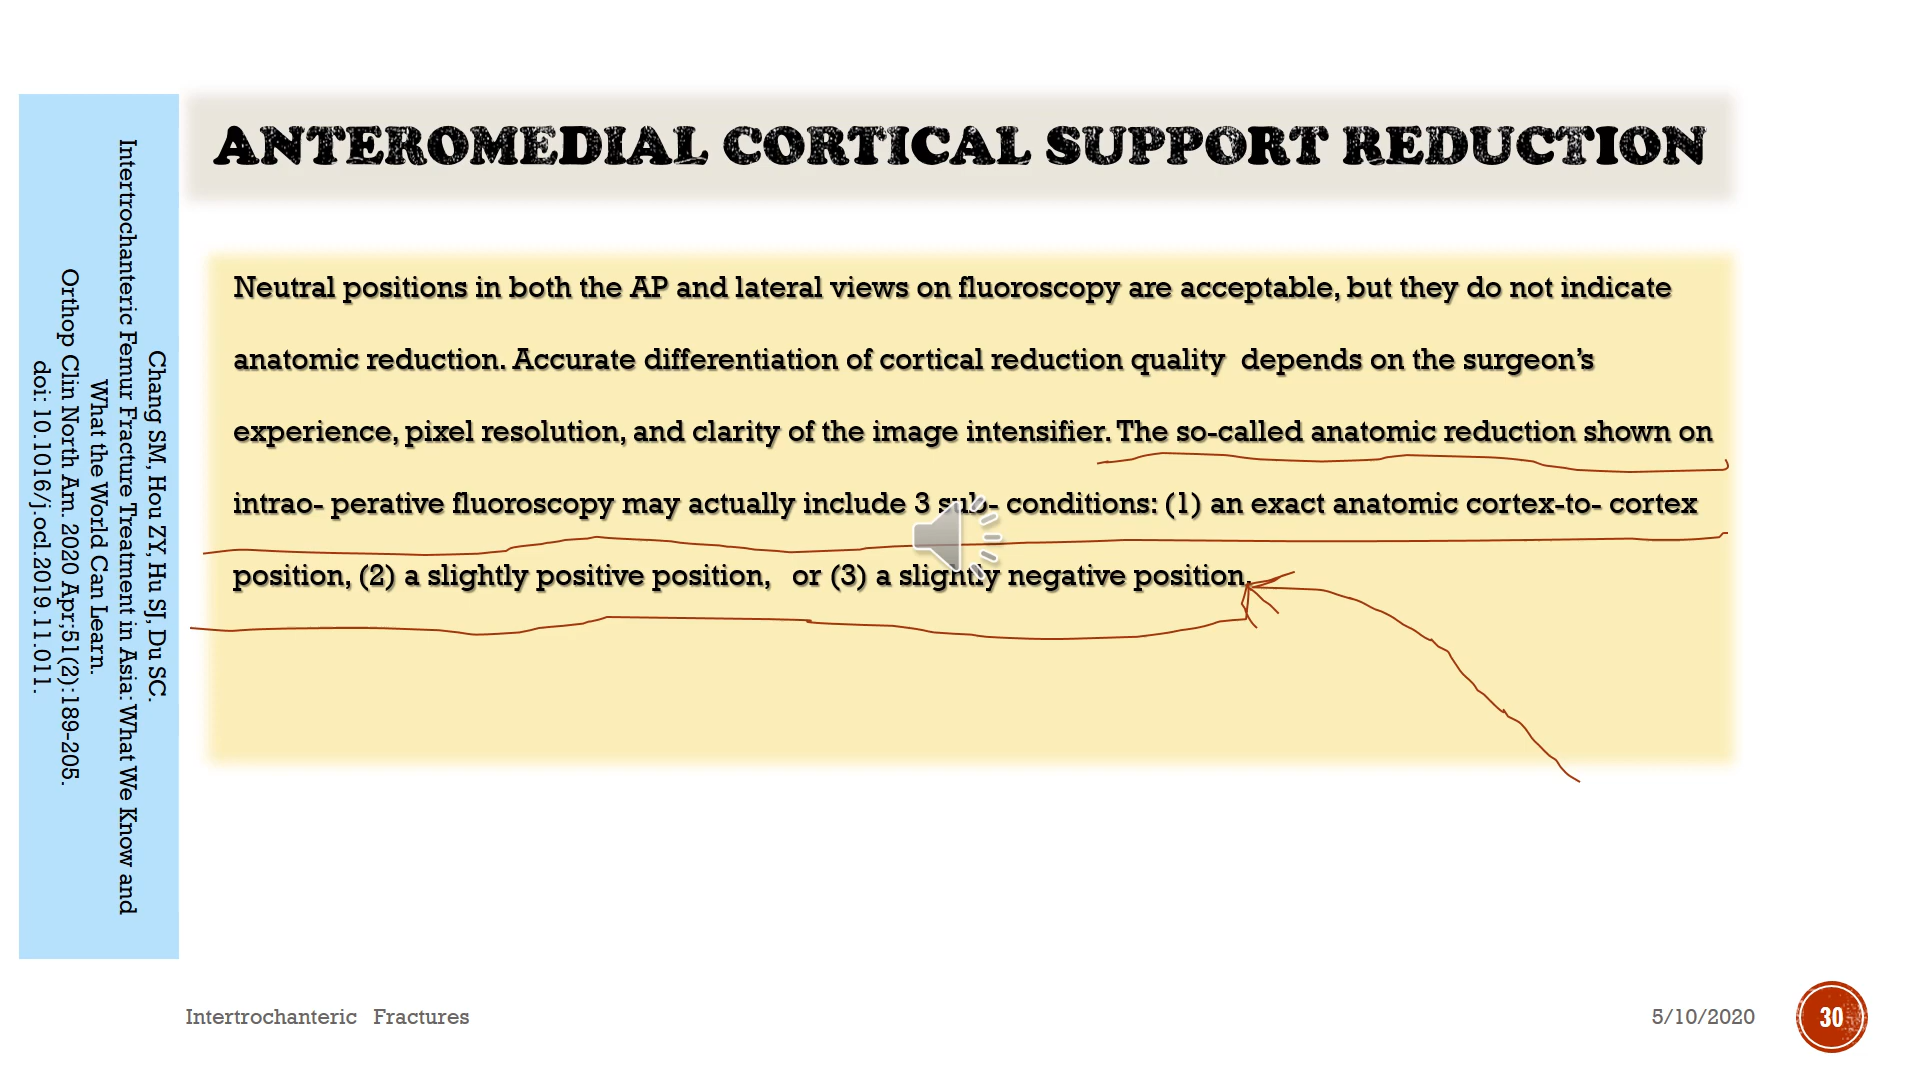 ANTEROMEDIAL CORTICAL SUPPORT REDUCTION
Neutral positions in both the AP and lateral views on fluoroscopy are acceptable, but they do not indicate
anatomic reduction. Accurate differentiation of cortical reduction quality depends on the surgeon's
experience, pixel resolution, and clarity of the image intensifier. The so-called anatomic reduction shown on
intrao- perative fluoroscopy may actually include 3 sub- conditions: (1) an exact anatomic cortex-to- cortex
position, (2) a slightly positive position, or (3) a slightly negative position.
Chang SM, Hou ZY, Hu SJ, Du SC.
Intertrochanteric Femur Fracture Treatment in Asia: What We Know and
What the World Can Learn.
Orthop Clin North Am. 2020 Apr;51(2):189-205.
doi: 10.1016/j.ocl.2019.11.011.
Intertrochanteric Fractures
5/10/2020
30